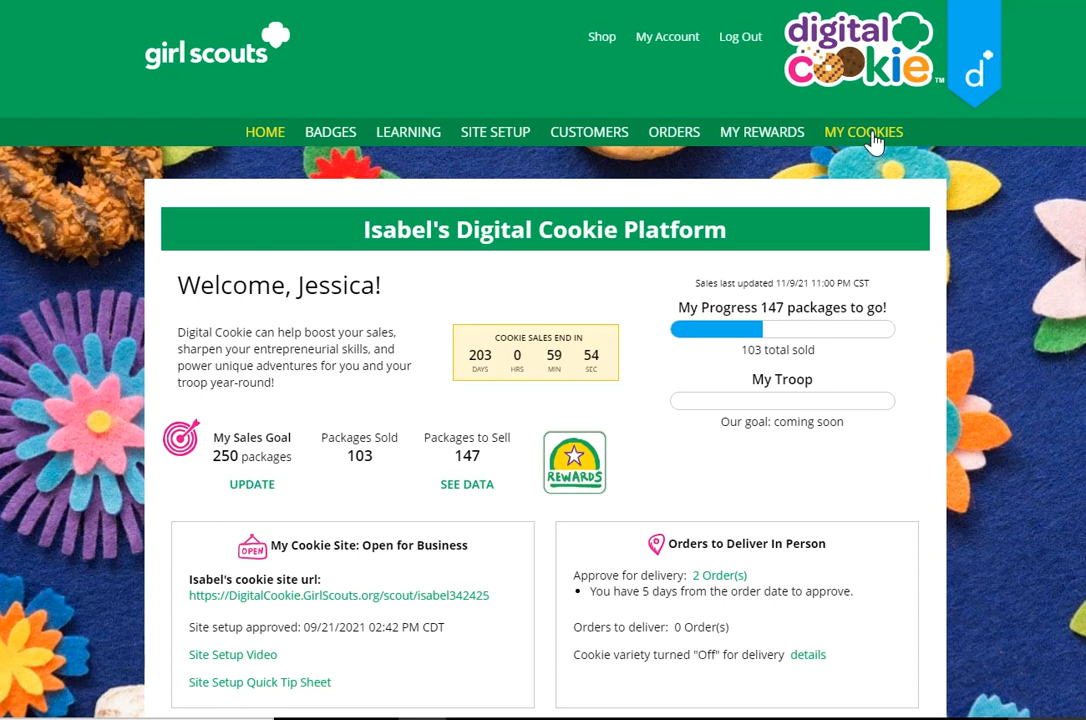 girl scouts
Shop My Account Log Out
digital
cookie™
d
HOME BADGES LEARNING SITE SETUP CUSTOMERS ORDERS MY REWARDS MY COOKIES
Isabel's Digital Cookie Platform
Welcome, Jessica!
Digital Cookie can help boost your sales,
sharpen your entrepreneurial skills, and
power unique adventures for you and your
troop year-round!
COOKIE SALES END IN
203 0 59 54
DAYS HRS MIN SEC
Sales last updated 11/9/21 11:00 PM CST
My Progress 147 packages to go!
103 total sold
My Troop
Our goal: coming soon
My Sales Goal
250 packages
UPDATE
Packages Sold
103
Packages to Sell
147
SEE DATA
REWARDS
OPEN
My Cookie Site: Open for Business
Isabel's cookie site url:
https://DigitalCookie.GirlScouts.org/scout/isabel342425
Site setup approved: 09/21/2021 02:42 PM CDT
Site Setup Video
Site Setup Quick Tip Sheet
Orders to Deliver In Person
Approve for delivery: 2 Order(s)
• You have 5 days from the order date to approve.
Orders to deliver: 0 Order(s)
Cookie variety turned "Off" for delivery details